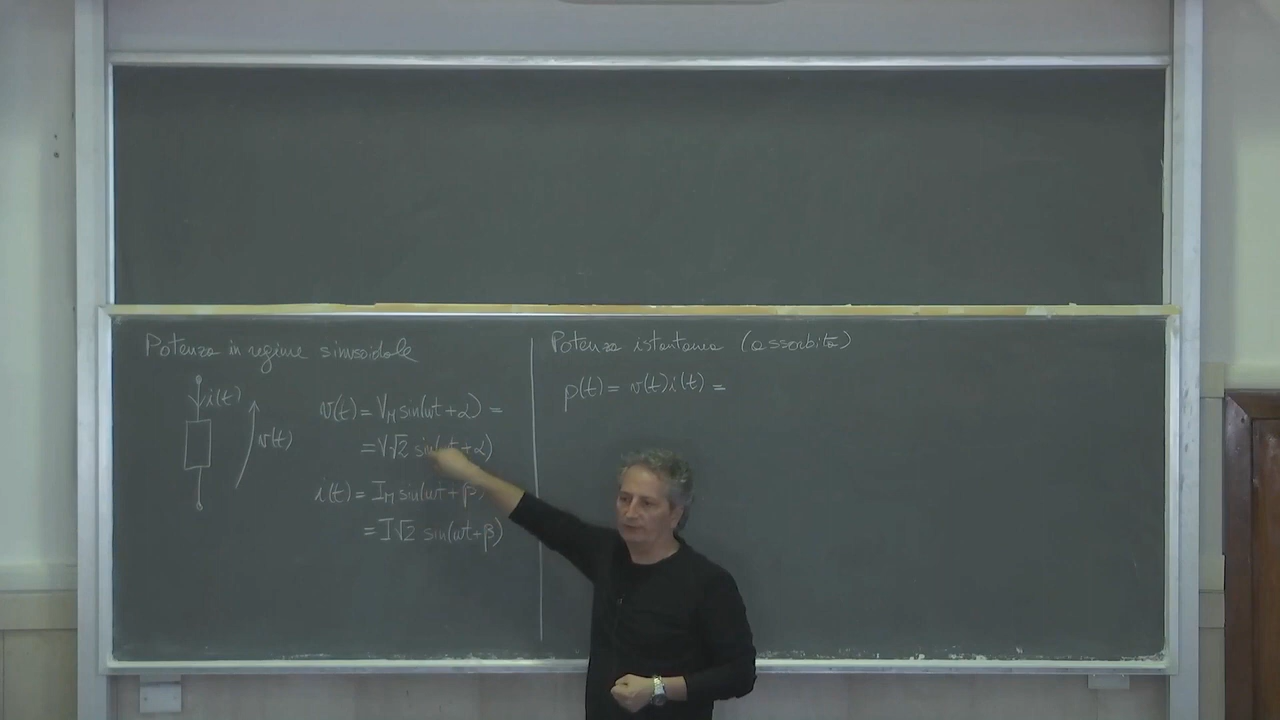 Potenza in regime sinusoidale
i(t)
v(t)
v(t) = V_M sin(ωt + α) =
= V√2 sin(ωt + α)
i(t) = I_M sin(ωt + β)
= I√2 sin(ωt + β)
Potenza istantanea (assorbita)
p(t) = v(t) i(t) =